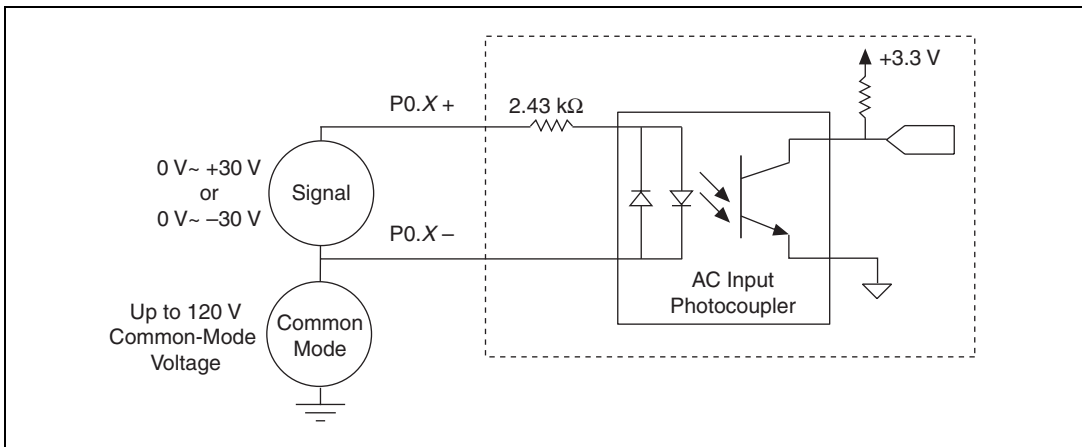 +3.3 V
P0.X +
2.43 kΩ
0 V~ +30 V
or
0 V~ –30 V
Signal
P0.X –
AC Input
Photocoupler
Up to 120 V
Common-Mode
Voltage
Common
Mode